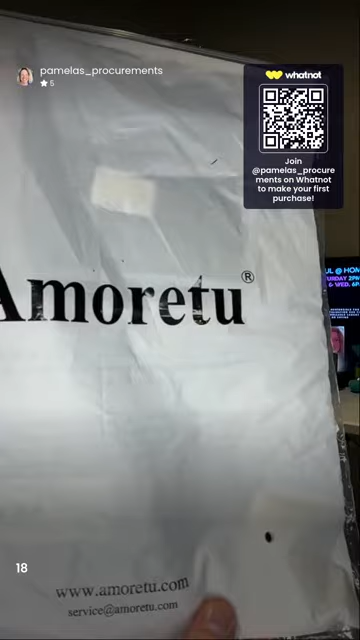 pamelas_procurements
★ 5
whatnot
Join
@pamelas_procure
ments on Whatnot
to make your first
purchase!
Amoretu®
18
www.amoretu.com
service@amoretu.com